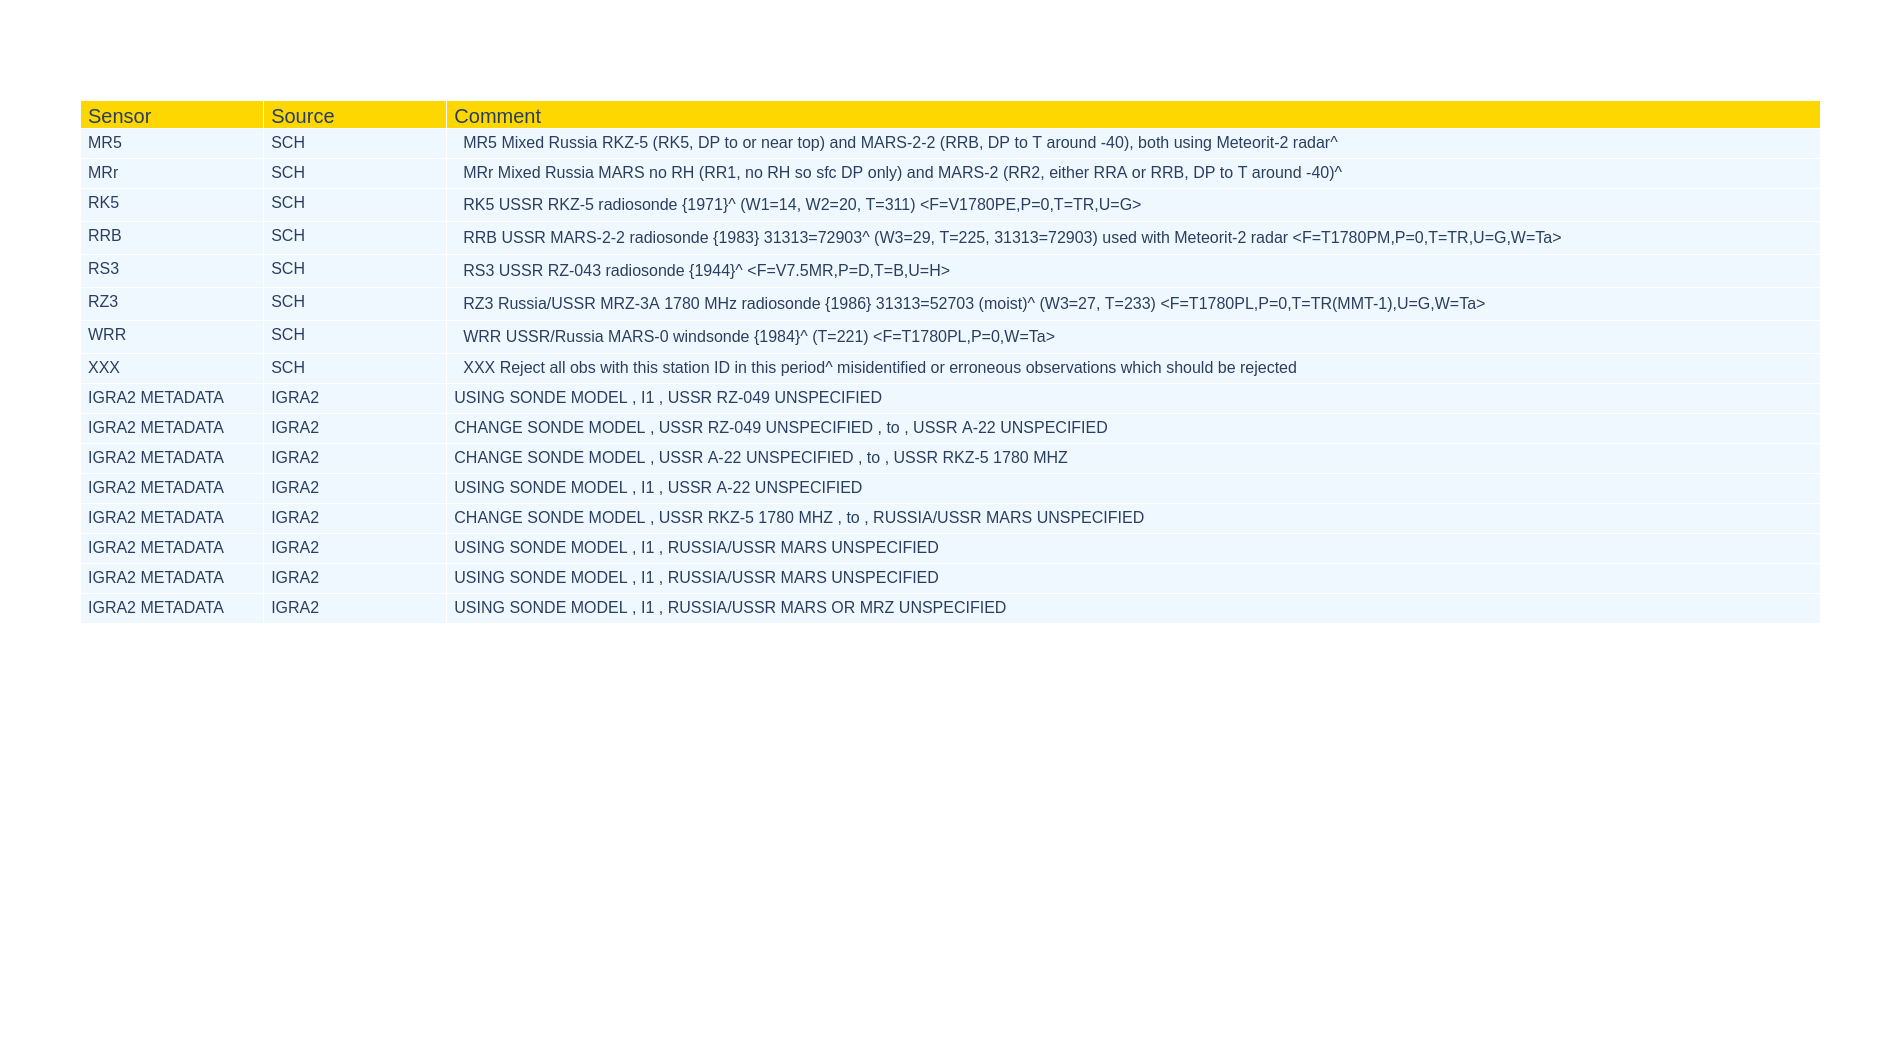 Sensor Source Comment
MR5 SCH MR5 Mixed Russia RKZ-5 (RK5, DP to or near top) and MARS-2-2 (RRB, DP to T around -40), both using Meteorit-2 radar^
MRr SCH MRr Mixed Russia MARS no RH (RR1, no RH so sfc DP only) and MARS-2 (RR2, either RRA or RRB, DP to T around -40)^
RK5 SCH RK5 USSR RKZ-5 radiosonde {1971}^ (W1=14, W2=20, T=311) <F=V1780PE,P=0,T=TR,U=G>
RRB SCH RRB USSR MARS-2-2 radiosonde {1983} 31313=72903^ (W3=29, T=225, 31313=72903) used with Meteorit-2 radar <F=T1780PM,P=0,T=TR,U=G,W=Ta>
RS3 SCH RS3 USSR RZ-043 radiosonde {1944}^ <F=V7.5MR,P=D,T=B,U=H>
RZ3 SCH RZ3 Russia/USSR MRZ-3A 1780 MHz radiosonde {1986} 31313=52703 (moist)^ (W3=27, T=233) <F=T1780PL,P=0,T=TR(MMT-1),U=G,W=Ta>
WRR SCH WRR USSR/Russia MARS-0 windsonde {1984}^ (T=221) <F=T1780PL,P=0,W=Ta>
XXX SCH XXX Reject all obs with this station ID in this period^ misidentified or erroneous observations which should be rejected
IGRA2 METADATA IGRA2 USING SONDE MODEL , I1 , USSR RZ-049 UNSPECIFIED
IGRA2 METADATA IGRA2 CHANGE SONDE MODEL , USSR RZ-049 UNSPECIFIED , to , USSR A-22 UNSPECIFIED
IGRA2 METADATA IGRA2 CHANGE SONDE MODEL , USSR A-22 UNSPECIFIED , to , USSR RKZ-5 1780 MHZ
IGRA2 METADATA IGRA2 USING SONDE MODEL , I1 , USSR A-22 UNSPECIFIED
IGRA2 METADATA IGRA2 CHANGE SONDE MODEL , USSR RKZ-5 1780 MHZ , to , RUSSIA/USSR MARS UNSPECIFIED
IGRA2 METADATA IGRA2 USING SONDE MODEL , I1 , RUSSIA/USSR MARS UNSPECIFIED
IGRA2 METADATA IGRA2 USING SONDE MODEL , I1 , RUSSIA/USSR MARS UNSPECIFIED
IGRA2 METADATA IGRA2 USING SONDE MODEL , I1 , RUSSIA/USSR MARS OR MRZ UNSPECIFIED